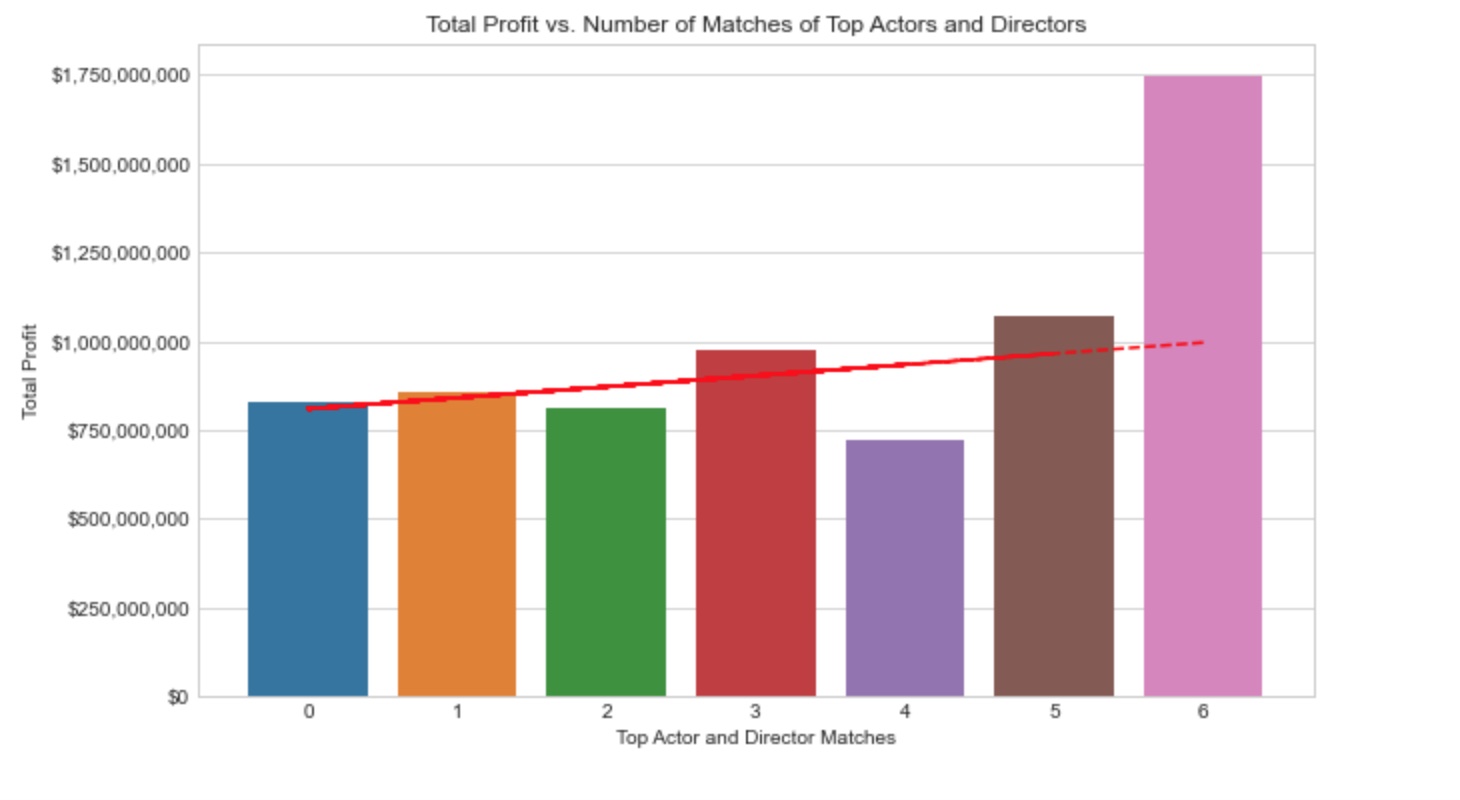 Total Profit vs. Number of Matches of Top Actors and Directors
$1,750,000,000
$1,500,000,000
$1,250,000,000
$1,000,000,000
$750,000,000
$500,000,000
$250,000,000
$0
Total Profit
0 1 2 3 4 5 6
Top Actor and Director Matches